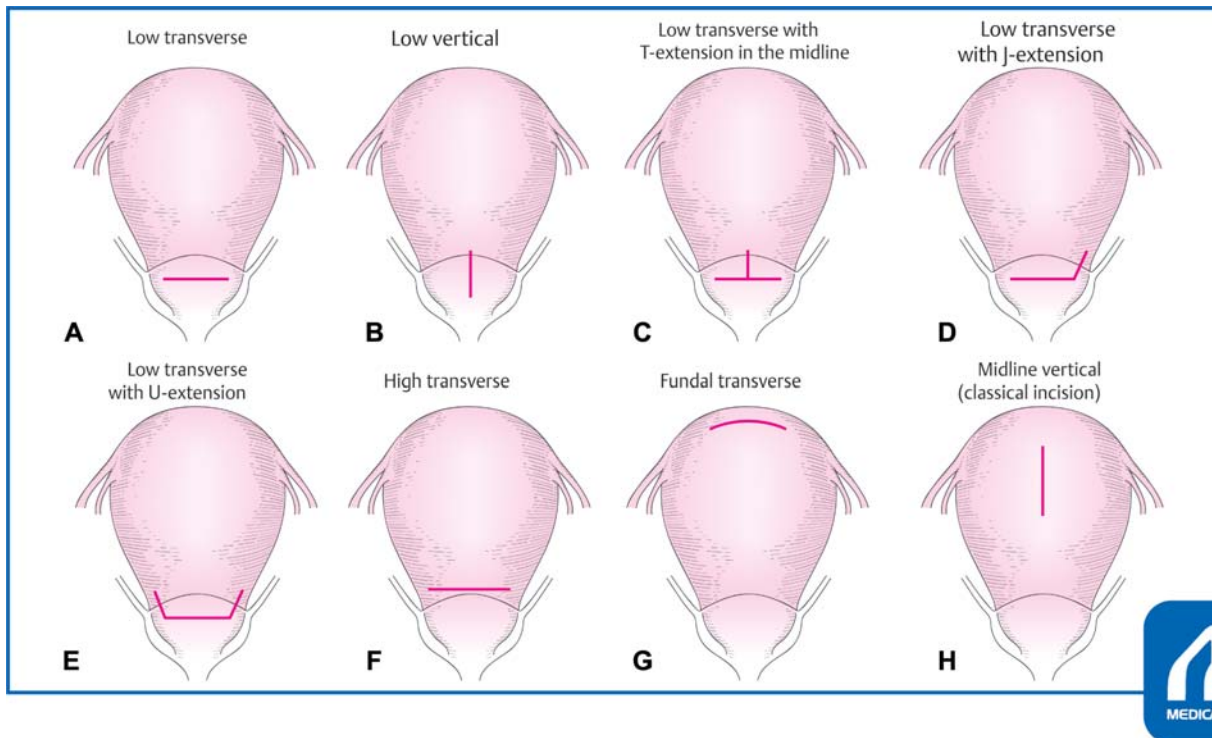 Low transverse
Low vertical
Low transverse with
T-extension in the midline
Low transverse
with J-extension
A
B
C
D
Low transverse
with U-extension
High transverse
Fundal transverse
Midline vertical
(classical incision)
E
F
G
H